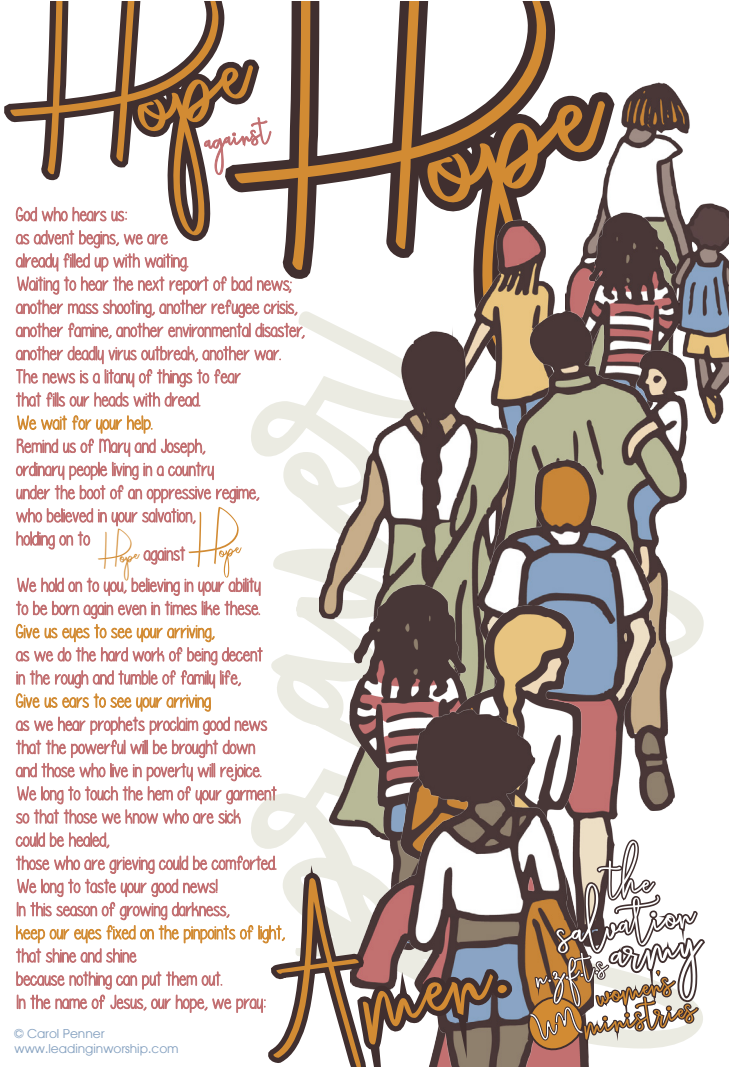 Hope against Hope
God who hears us:
as advent begins, we are
already filled up with waiting.
Waiting to hear the next report of bad news;
another mass shooting, another refugee crisis,
another famine, another environmental disaster,
another deadly virus outbreak, another war.
The news is a litany of things to fear
that fills our heads with dread.
We wait for your help.
Remind us of Mary and Joseph,
ordinary people living in a country
under the boot of an oppressive regime,
who believed in your salvation,
holding on to Hope against Hope
We hold on to you, believing in your ability
to be born again even in times like these.
Give us eyes to see your arriving,
as we do the hard work of being decent
in the rough and tumble of family life,
Give us ears to see your arriving
as we hear prophets proclaim good news
that the powerful will be brought down
and those who live in poverty will rejoice.
We long to touch the hem of your garment
so that those we know who are sick
could be healed,
those who are grieving could be comforted.
We long to taste your good news!
In this season of growing darkness,
keep our eyes fixed on the pinpoints of light,
that shine and shine
because nothing can put them out.
In the name of Jesus, our hope, we pray:
Amen.
the
salvation
army
n.z.f.t.s
women's
ministries
© Carol Penner
www.leadinginworship.com